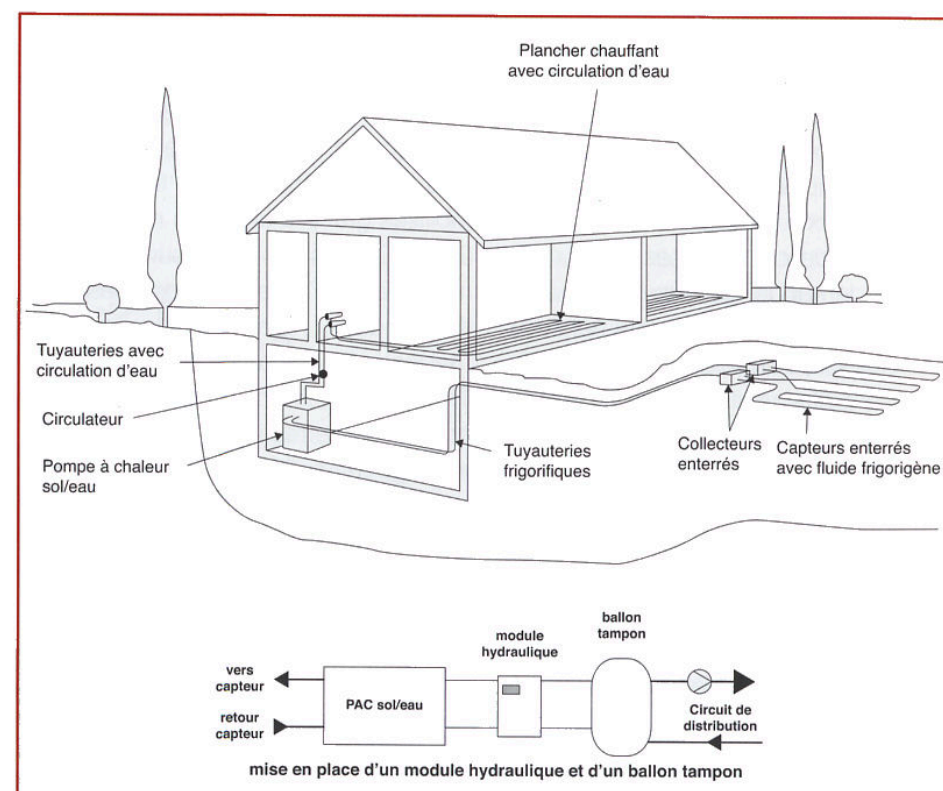 Plancher chauffant
avec circulation d'eau
Tuyauteries avec
circulation d'eau
Circulateur
Pompe à chaleur
sol/eau
Tuyauteries
frigorifiques
Collecteurs
enterrés
Capteurs enterrés
avec fluide frigorigène
vers
capteur
retour
capteur
PAC sol/eau
module
hydraulique
ballon
tampon
Circuit de
distribution
mise en place d'un module hydraulique et d'un ballon tampon